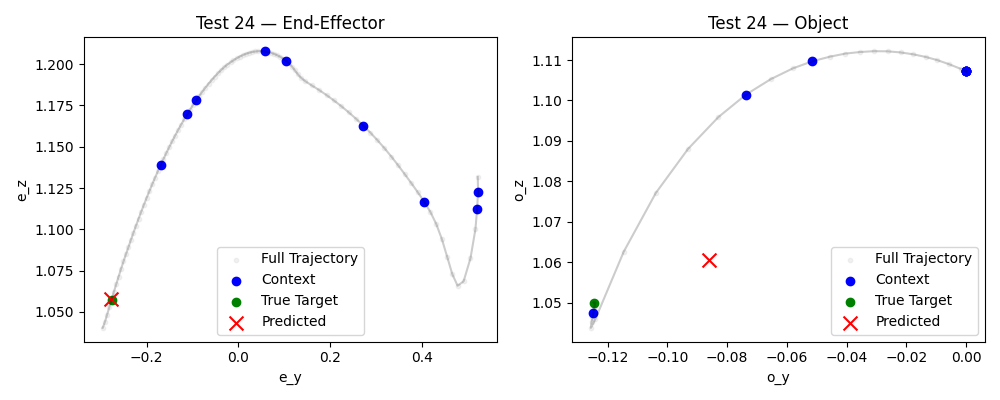 Test 24 — End-Effector
Test 24 — Object
1.200
1.175
1.150
1.125
1.100
1.075
1.050
e_z
−0.2
0.0
0.2
0.4
e_y
Full Trajectory
Context
True Target
Predicted
1.11
1.10
1.09
1.08
1.07
1.06
1.05
o_z
−0.12
−0.10
−0.08
−0.06
−0.04
−0.02
0.00
o_y
Full Trajectory
Context
True Target
Predicted